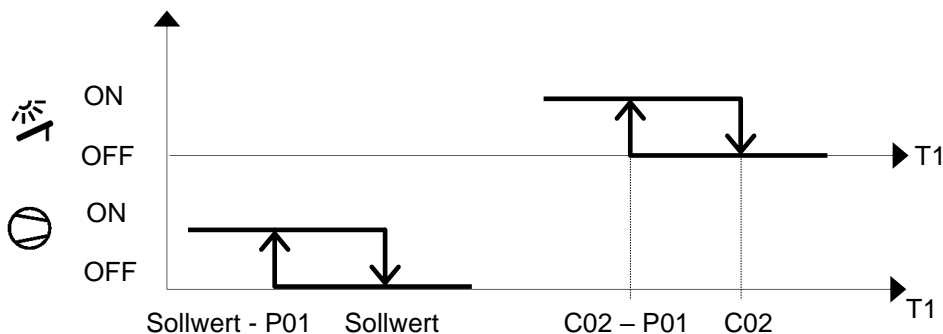 ON
OFF
T1
ON
OFF
T1
Sollwert - P01 Sollwert C02 – P01 C02